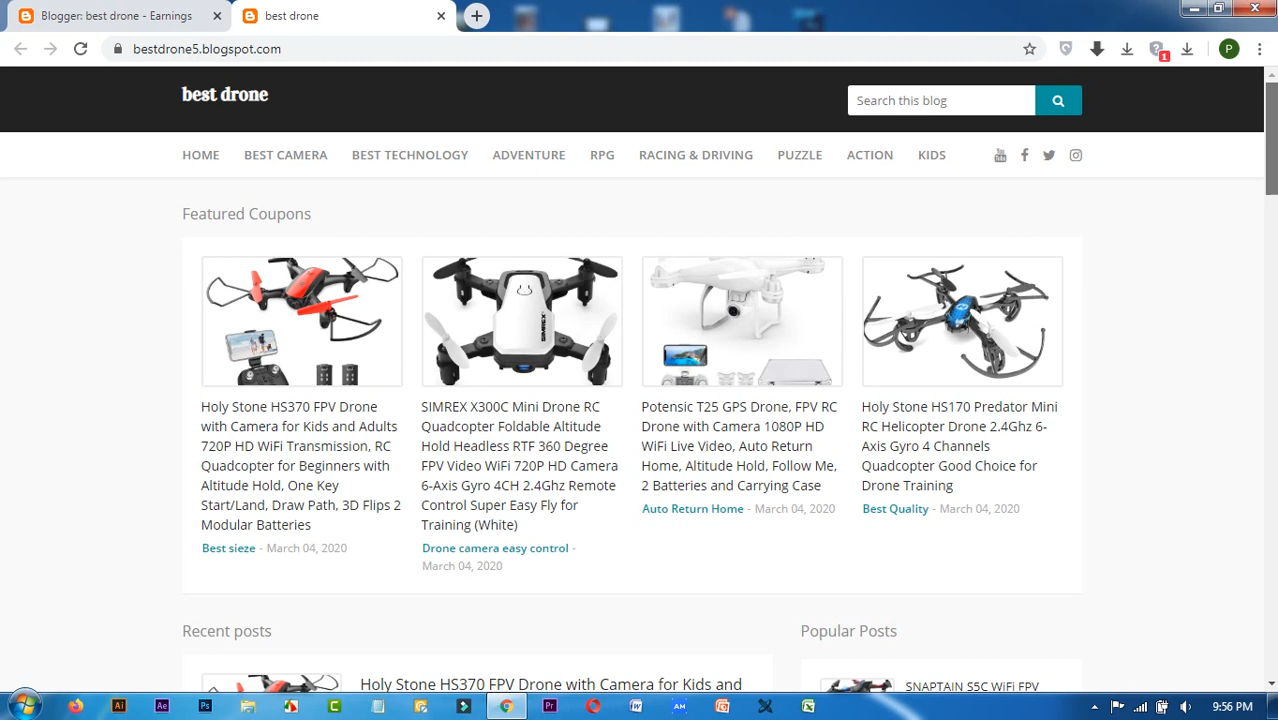 Blogger: best drone - Earnings
best drone
bestdrone5.blogspot.com
1
P
best drone
Search this blog
HOME BEST CAMERA BEST TECHNOLOGY ADVENTURE RPG RACING & DRIVING PUZZLE ACTION KIDS
Featured Coupons
SIMREX
Holy Stone HS370 FPV Drone
with Camera for Kids and Adults
720P HD WiFi Transmission, RC
Quadcopter for Beginners with
Altitude Hold, One Key
Start/Land, Draw Path, 3D Flips 2
Modular Batteries
Best sieze - March 04, 2020
SIMREX X300C Mini Drone RC
Quadcopter Foldable Altitude
Hold Headless RTF 360 Degree
FPV Video WiFi 720P HD Camera
6-Axis Gyro 4CH 2.4Ghz Remote
Control Super Easy Fly for
Training (White)
Drone camera easy control -
March 04, 2020
Potensic T25 GPS Drone, FPV RC
Drone with Camera 1080P HD
WiFi Live Video, Auto Return
Home, Altitude Hold, Follow Me,
2 Batteries and Carrying Case
Auto Return Home - March 04, 2020
Holy Stone HS170 Predator Mini
RC Helicopter Drone 2.4Ghz 6-
Axis Gyro 4 Channels
Quadcopter Good Choice for
Drone Training
Best Quality - March 04, 2020
Recent posts
Popular Posts
Holy Stone HS370 FPV Drone with Camera for Kids and
SNAPTAIN S5C WiFi FPV
Ai
Ae
Ps
C
Pr
W
AM
9:56 PM